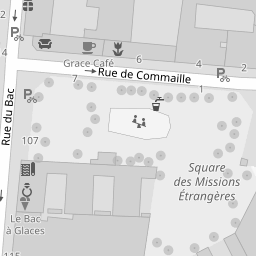 2
4
6
4
Grace Café
Rue de Commaille
7
1
Rue du Bac
107
Square
des Missions
Étrangères
Le Bac
à Glaces
115